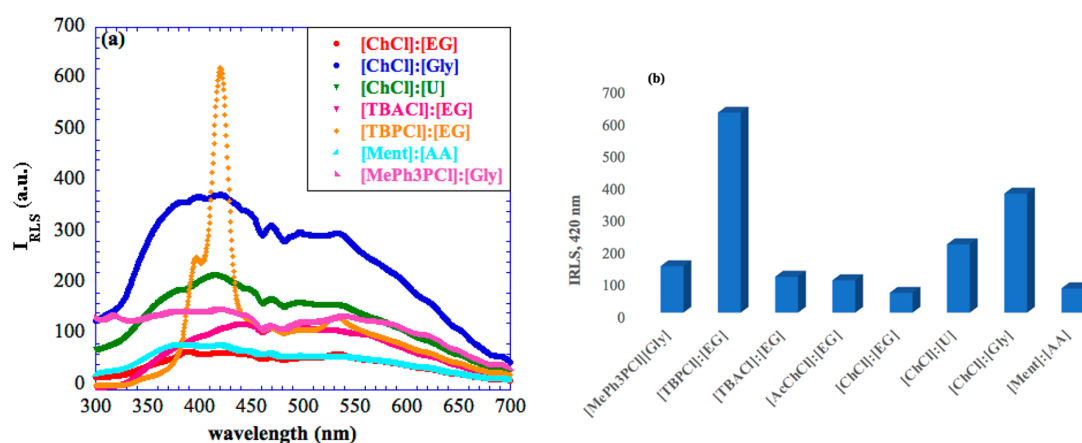 (a)
[ChCl]:[EG]
[ChCl]:[Gly]
[ChCl]:[U]
[TBACl]:[EG]
[TBPCl]:[EG]
[Ment]:[AA]
[MePh3PCl]:[Gly]
I RLS (a.u.)
700
600
500
400
300
200
100
0
300 350 400 450 500 550 600 650 700
wavelength (nm)
(b)
IRLS, 420 nm
700
600
500
400
300
200
100
0
[MePh3PCl][Gly]
[TBPCl]:[EG]
[TBACl]:[EG]
[AcChCl]:[EG]
[ChCl]:[EG]
[ChCl]:[U]
[ChCl]:[Gly]
[Ment]:[AA]